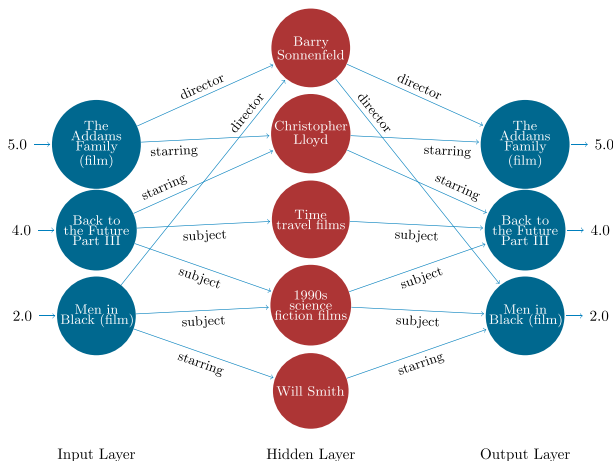 Barry
Sonnenfeld
director
director
director
director
The
Addams
Family
(film)
5.0
starring
Christopher
Lloyd
starring
The
Addams
Family
(film)
5.0
starring
starring
Back to
the Future
Part III
4.0
subject
Time
travel films
subject
Back to
the Future
Part III
4.0
subject
subject
Men in
Black (film)
2.0
subject
1990s
science
fiction films
subject
Men in
Black (film)
2.0
starring
Will Smith
starring
Input Layer
Hidden Layer
Output Layer